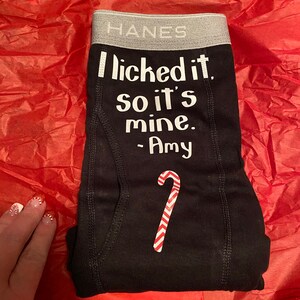 HANES
I licked it,
so it's
mine.
- Amy